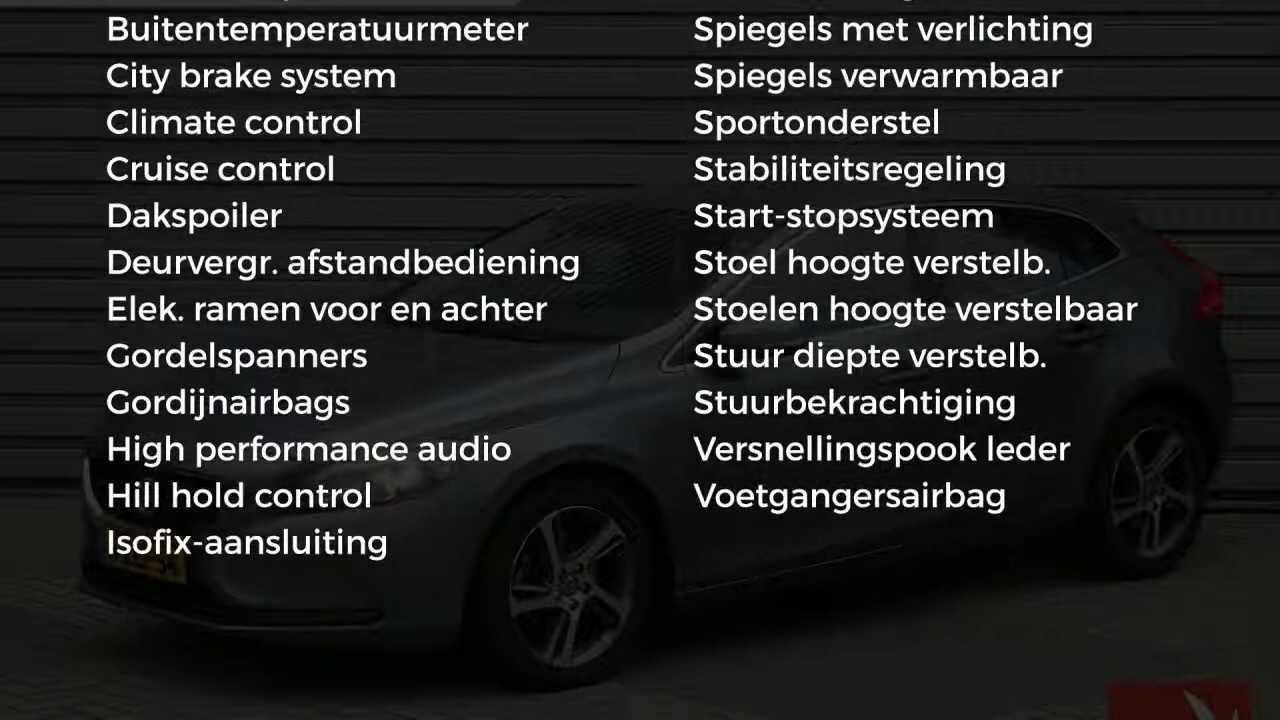 Buitentemperatuurmeter
City brake system
Climate control
Cruise control
Dakspoiler
Deurvergr. afstandbediening
Elek. ramen voor en achter
Gordelspanners
Gordijnairbags
High performance audio
Hill hold control
Isofix-aansluiting
Spiegels met verlichting
Spiegels verwarmbaar
Sportonderstel
Stabiliteitsregeling
Start-stopsysteem
Stoel hoogte verstelb.
Stoelen hoogte verstelbaar
Stuur diepte verstelb.
Stuurbekrachtiging
Versnellingspook leder
Voetgangersairbag